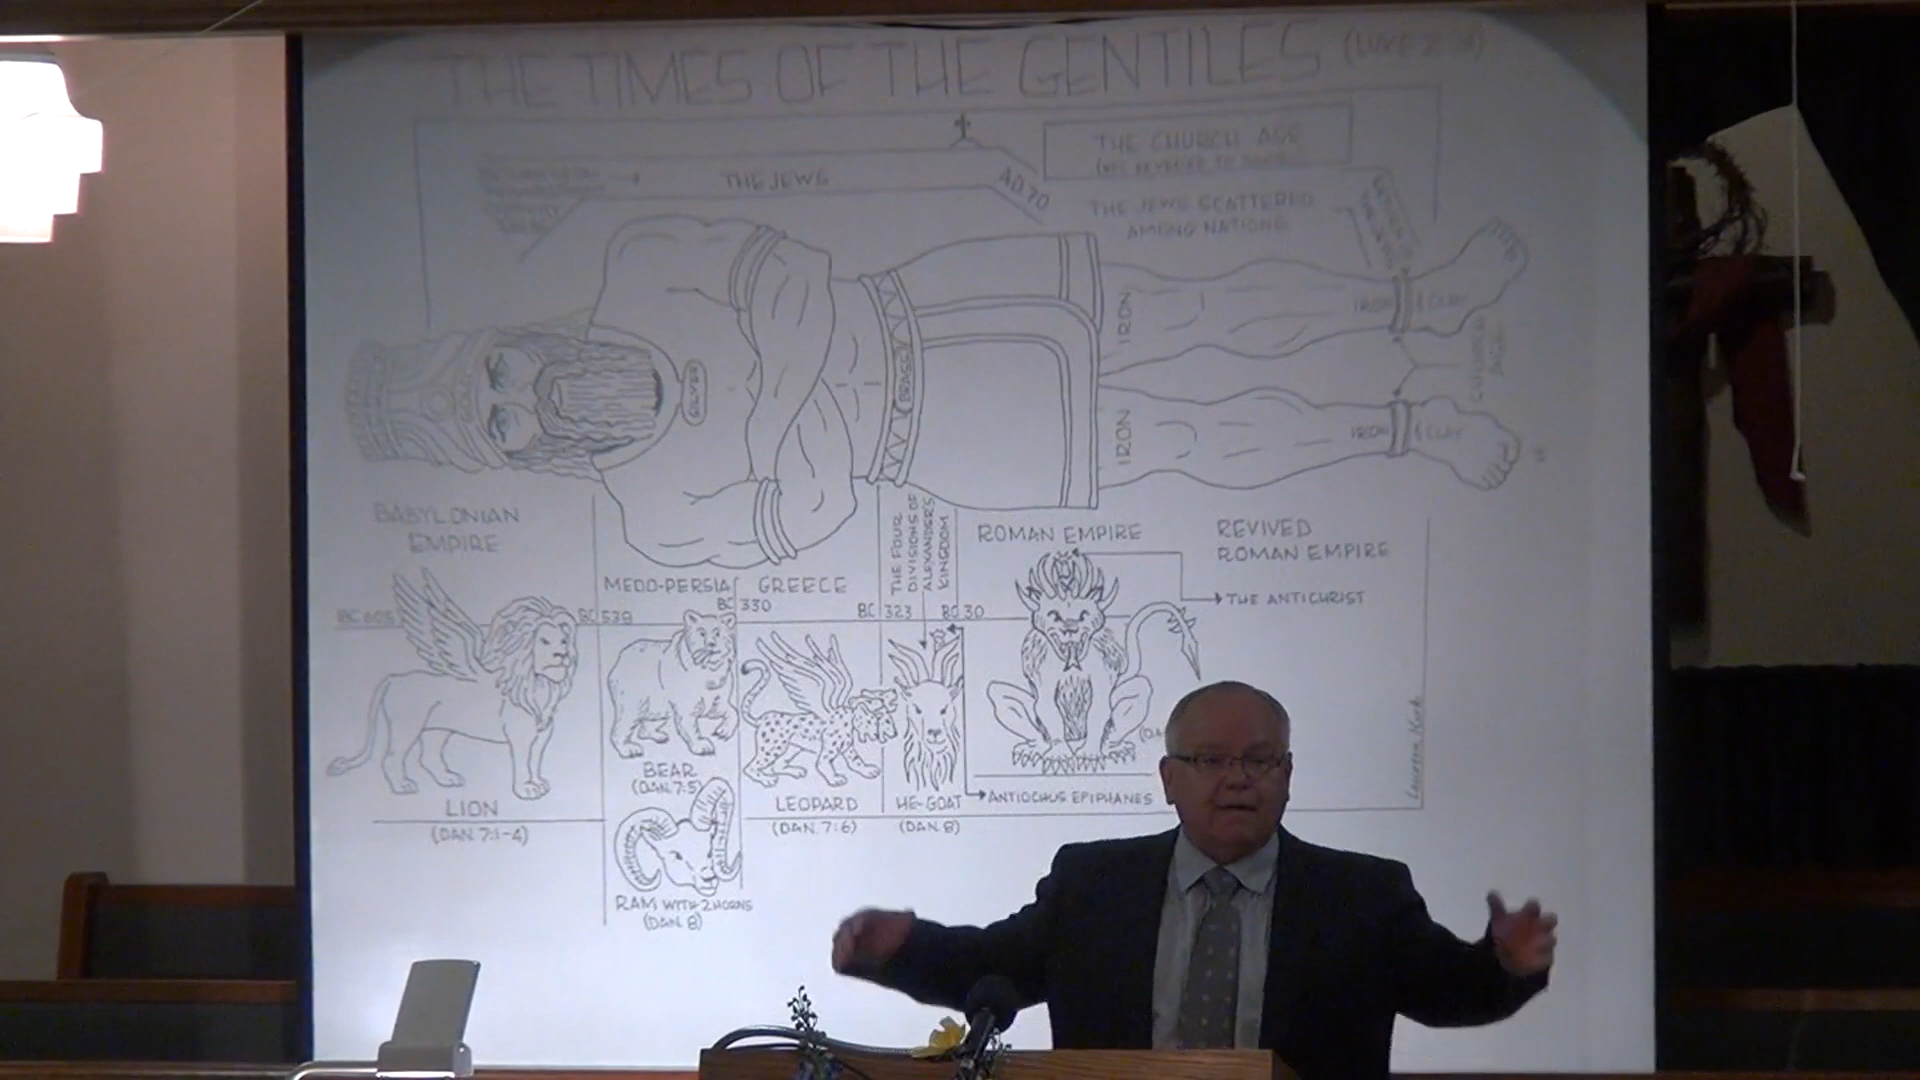 THE TIMES OF THE GENTILES
THE CHURCH AGE
THE JEWS
AD 70
THE JEWS SCATTERED
AMONG NATIONS
SILVER
BRASS
IRON
IRON
IRON & CLAY
IRON & CLAY
CHURCH
AGE
BABYLONIAN
EMPIRE
MEDO-PERSIA
GREECE
THE FOUR
DIVISIONS OF
ALEXANDER'S
KINGDOM
ROMAN EMPIRE
REVIVED
ROMAN EMPIRE
THE ANTICHRIST
BC 605
BC 539
BC 330
BC 323
BC 30
LION
(DAN. 7:1-4)
BEAR
(DAN. 7:5)
RAM WITH 2 HORNS
(DAN. 8)
LEOPARD
(DAN. 7:6)
HE-GOAT
(DAN. 8)
ANTIOCHUS EPIPHANES